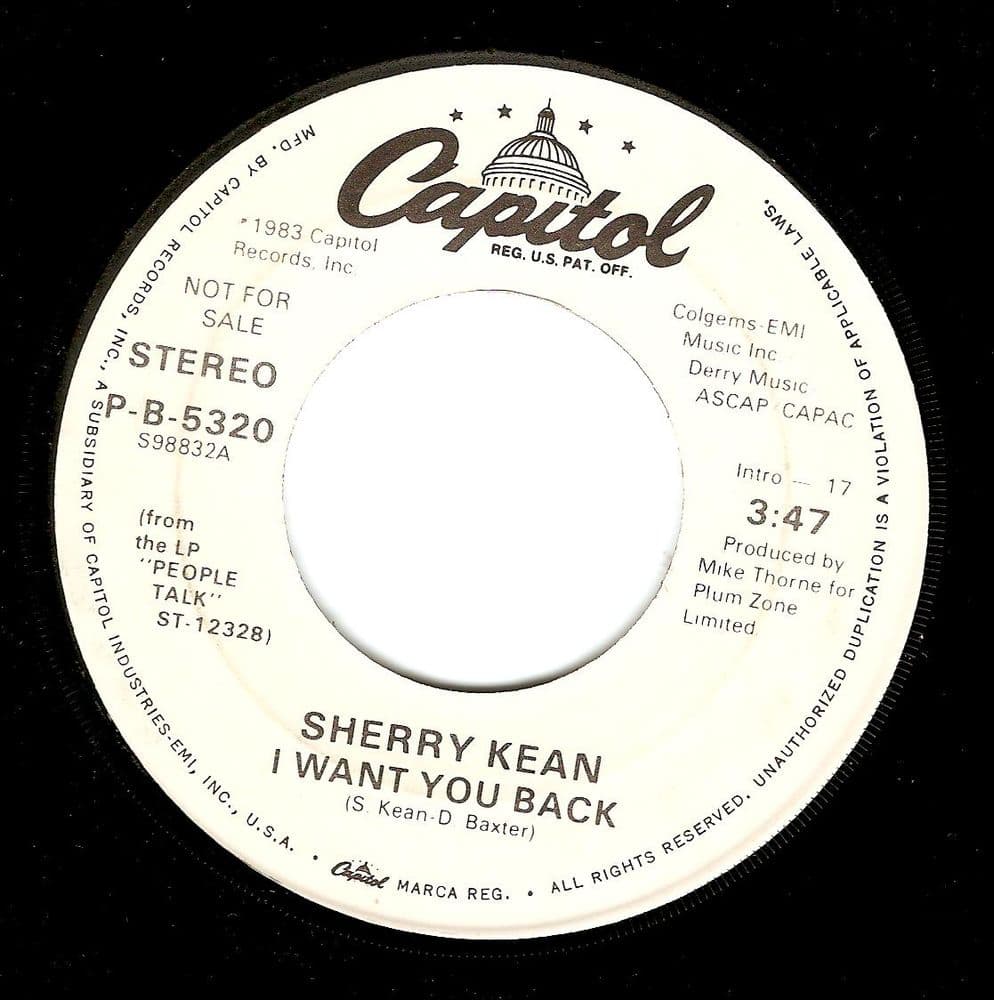 Capitol
REG. U.S. PAT. OFF.
℗1983 Capitol
Records, Inc.
NOT FOR
SALE
STEREO
P-B-5320
S98832A
(from
the LP
"PEOPLE
TALK"
ST-12328)
Colgems-EMI
Music Inc
Derry Music
ASCAP CAPAC
Intro — 17
3:47
Produced by
Mike Thorne for
Plum Zone
Limited
SHERRY KEAN
I WANT YOU BACK
(S. Kean-D. Baxter)
MFD. BY CAPITOL RECORDS, INC., A SUBSIDIARY OF CAPITOL INDUSTRIES-EMI, INC., U.S.A. • Capitol MARCA REG. • ALL RIGHTS RESERVED. UNAUTHORIZED DUPLICATION IS A VIOLATION OF APPLICABLE LAWS.